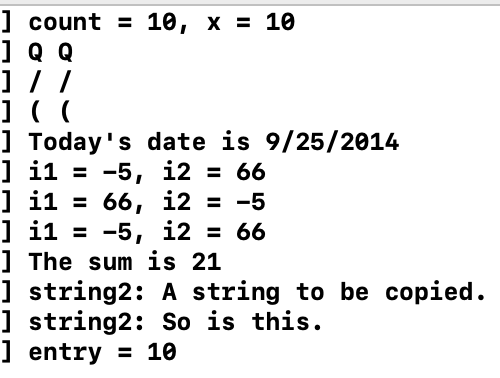 ] count = 10, x = 10
] Q Q
] / /
] ( (
] Today's date is 9/25/2014
] i1 = -5, i2 = 66
] i1 = 66, i2 = -5
] i1 = -5, i2 = 66
] The sum is 21
] string2: A string to be copied.
] string2: So is this.
] entry = 10